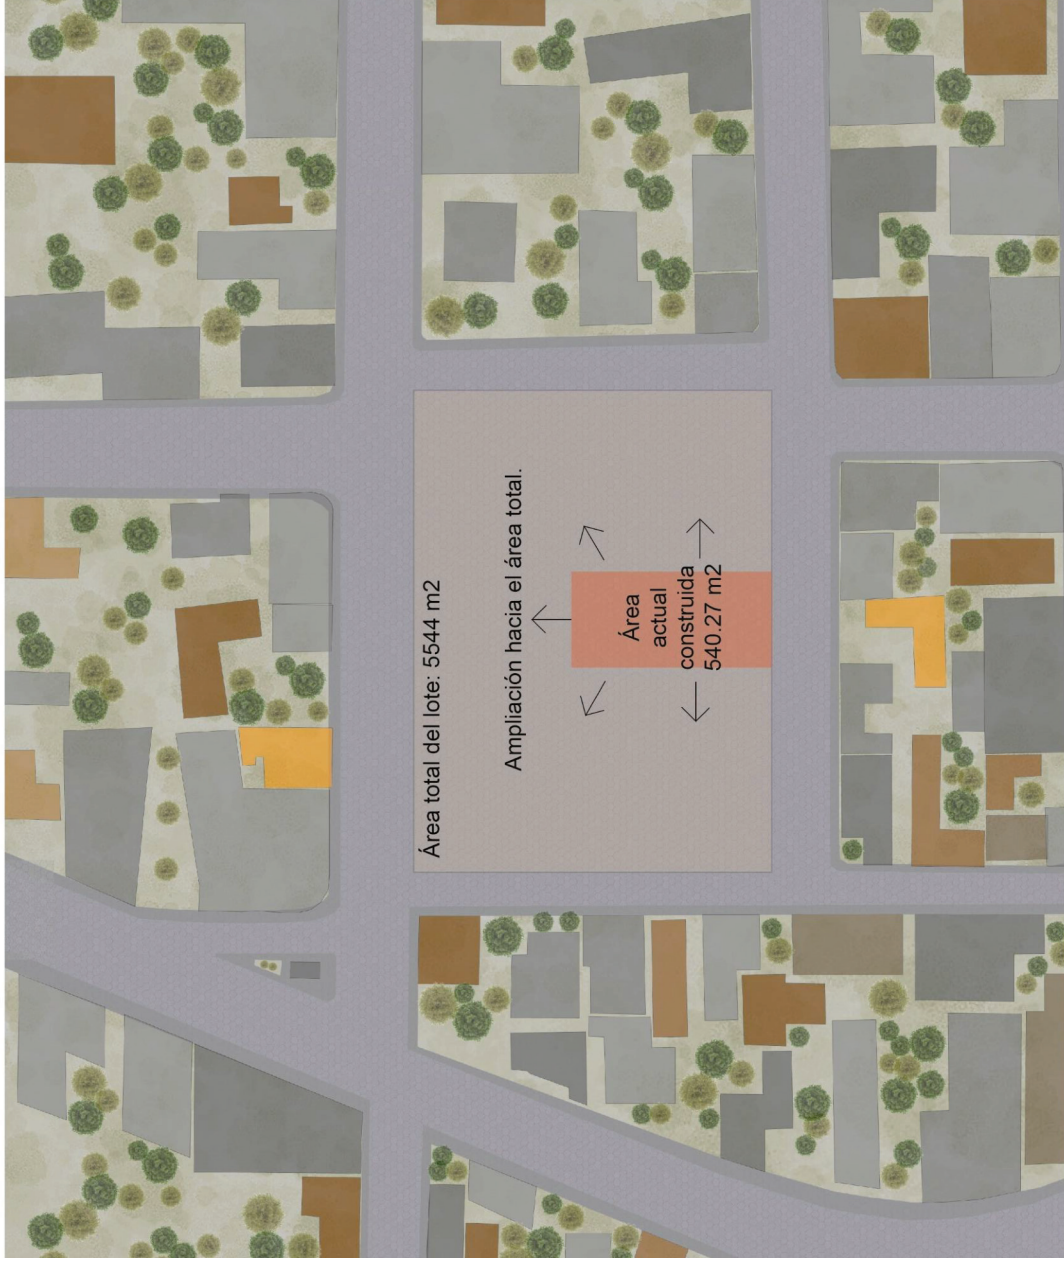 Área total del lote: 5544 m2
Ampliación hacia el área total.
Área
actual
construida
540.27 m2